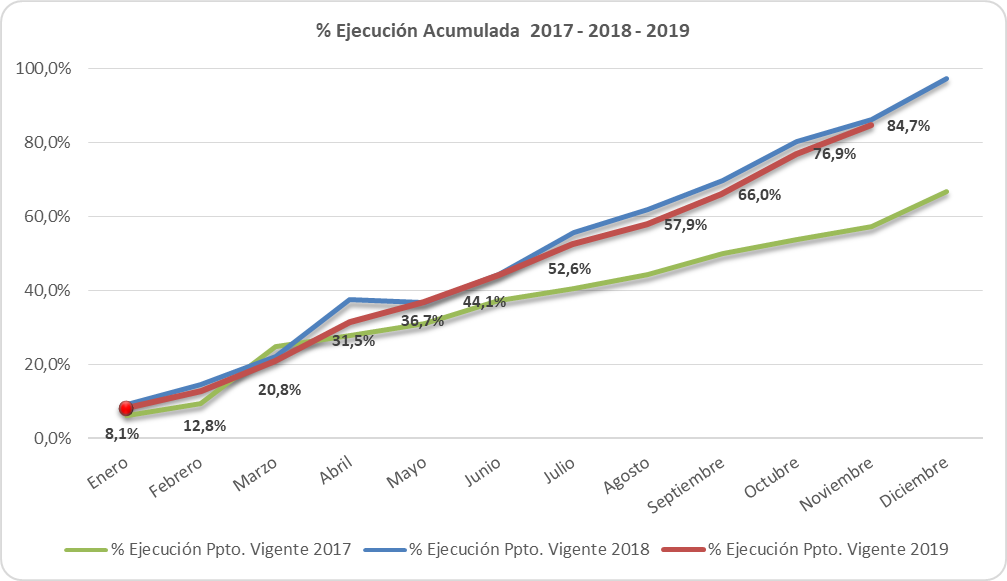 % Ejecución Acumulada 2017 - 2018 - 2019
100,0%
80,0%
60,0%
40,0%
20,0%
0,0%
8,1%
12,8%
20,8%
31,5%
36,7%
44,1%
52,6%
57,9%
66,0%
76,9%
84,7%
Enero
Febrero
Marzo
Abril
Mayo
Junio
Julio
Agosto
Septiembre
Octubre
Noviembre
Diciembre
% Ejecución Ppto. Vigente 2017
% Ejecución Ppto. Vigente 2018
% Ejecución Ppto. Vigente 2019